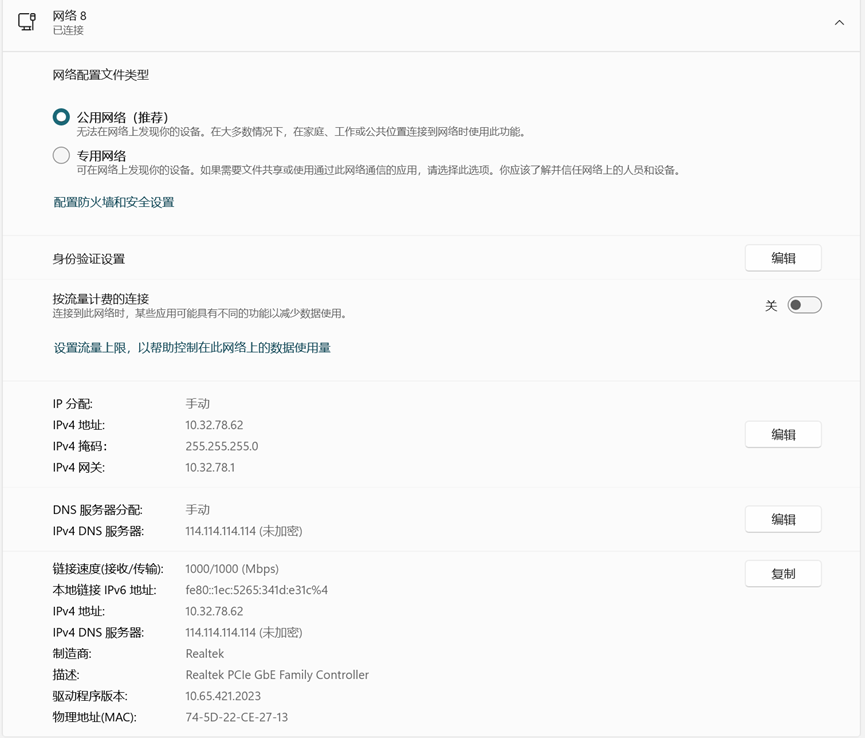 网络 8
已连接
网络配置文件类型
公用网络（推荐）
无法在网络上发现你的设备。在大多数情况下，在家庭、工作或公共位置连接到网络时使用此功能。
专用网络
可在网络上发现你的设备。如果需要文件共享或使用通过此网络通信的应用，请选择此选项。你应该了解并信任网络上的人员和设备。
配置防火墙和安全设置
身份验证设置 编辑
按流量计费的连接
连接到此网络时，某些应用可能具有不同的功能以减少数据使用。
关
设置流量上限，以帮助控制在此网络上的数据使用量
IP 分配: 手动
IPv4 地址: 10.32.78.62
IPv4 掩码: 255.255.255.0
IPv4 网关: 10.32.78.1
编辑
DNS 服务器分配: 手动
IPv4 DNS 服务器: 114.114.114.114 (未加密)
编辑
链接速度(接收/传输): 1000/1000 (Mbps)
复制
本地链接 IPv6 地址: fe80::1ec:5265:341d:e31c%4
IPv4 地址: 10.32.78.62
IPv4 DNS 服务器: 114.114.114.114 (未加密)
制造商: Realtek
描述: Realtek PCIe GbE Family Controller
驱动程序版本: 10.65.421.2023
物理地址(MAC): 74-5D-22-CE-27-13